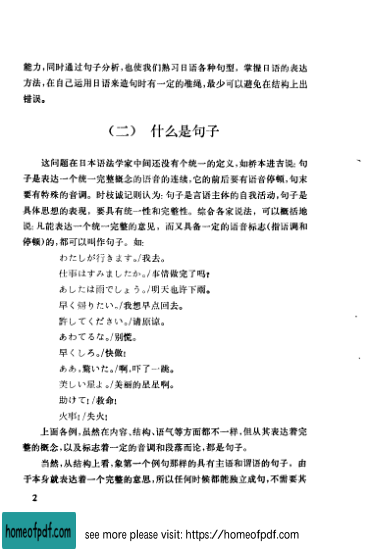 能力,同时通过句子分析,也使我们熟习日语各种句型。掌握日语的表达
方法,在自己运用日语来造句时有一定的准绳,最少可以避免在结构上出
错误。
(二) 什么是句子
这问题在日本语法学家中间还没有个统一的定义,如桥本进吉说: 句
子是表达一个统一完整概念的语音的连续,它的前后要有语音停顿,句末
要有特殊的音调。时枝诚记则认为: 句子是言语主体的自我活动,句子是
具体思想的表现。要具有统一性和完整性。综合各家说法, 可以概括地
说: 凡能表达一个统一完整的意见, 而又具备一定的语音标志(指语调和
停顿)的,都可以叫作句子。如:
わたしが行きます。/我去。
仕事はすみましたか。/事情做完了吗?
あしたは雨でしょう。/明天也许下雨。
早く帰りたい。/我想早点回去。
許してください。/请原谅。
あわてるな。/别慌。
早くしろ。/快做!
ああ,驚いた。/啊,吓了一跳。
美しい星よ。/美丽的星星啊。
助けて! /救命!
火事! /失火!
上面各例,虽然在内容、结构、语气等方面都不一样,但从其表达着完
整的概念,以及标志着一定的音调和段落而论,都是句子。
当然,从结构上看,象第一个例句那样的具有主语和谓语的句子。由
于本身就表达着一个完整的意思,所以任何时候都能独立成句,不需要其
2
homeofpdf.com
see more please visit: https://homeofpdf.com